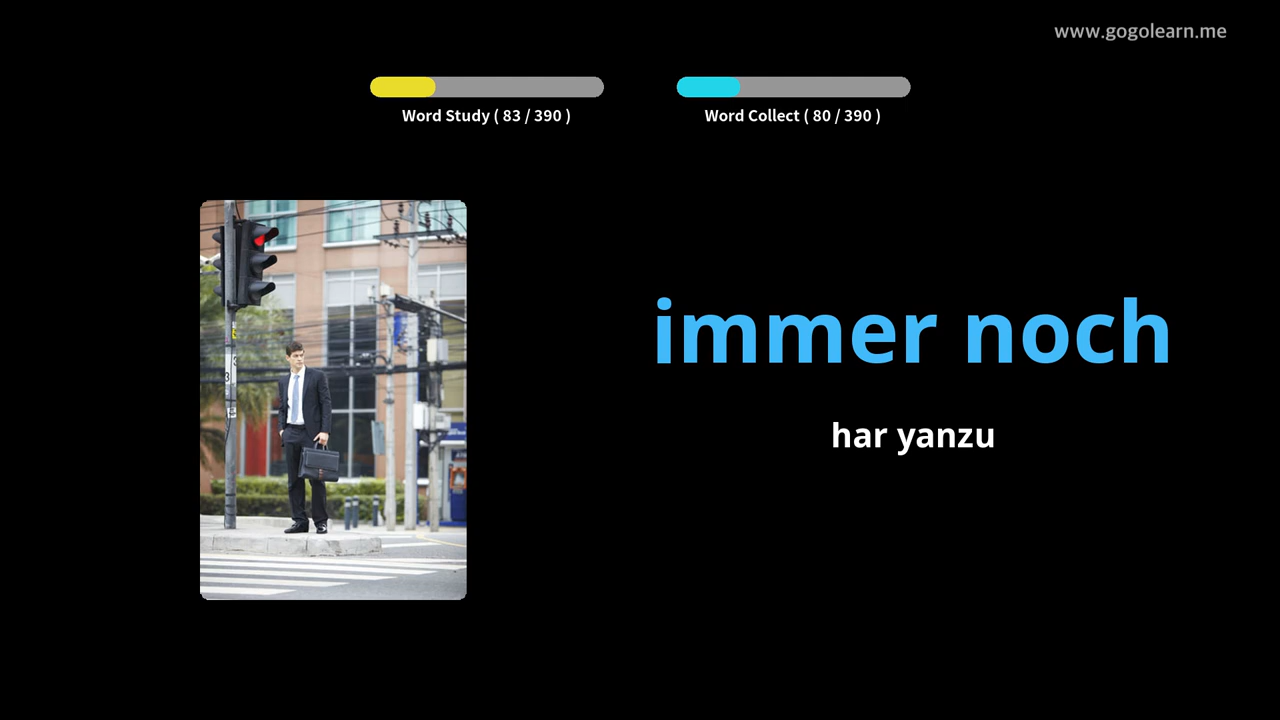 www.gogolearn.me
Word Study ( 83 / 390 )
Word Collect ( 80 / 390 )
immer noch
har yanzu